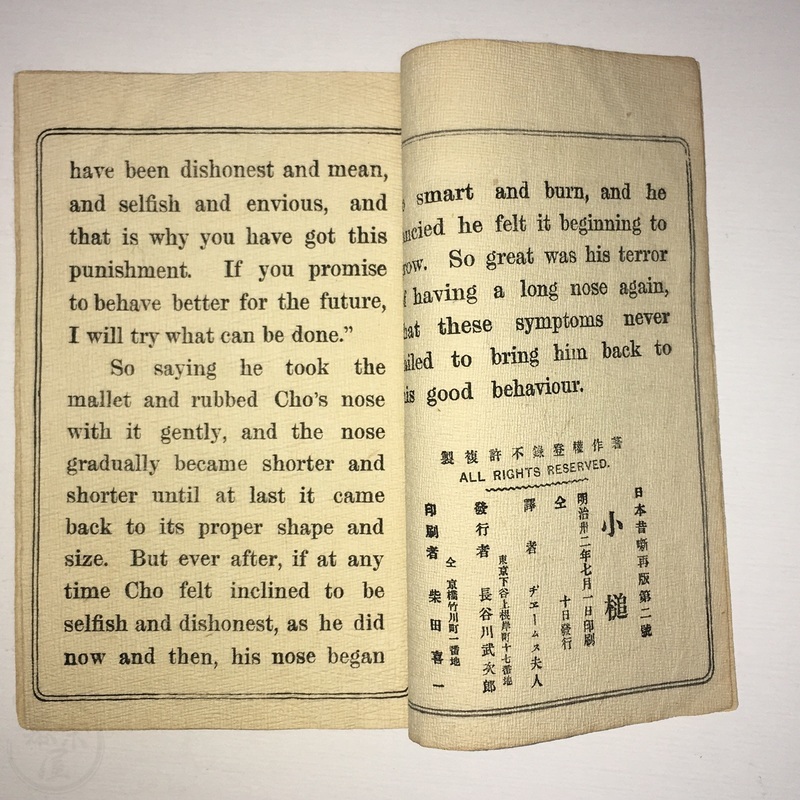 have been dishonest and mean,
and selfish and envious, and
that is why you have got this
punishment. If you promise
to behave better for the future,
I will try what can be done.”
So saying he took the
mallet and rubbed Cho’s nose
with it gently, and the nose
gradually became shorter and
shorter until at last it came
back to its proper shape and
size. But ever after, if at any
time Cho felt inclined to be
selfish and dishonest, as he did
now and then, his nose began
smart and burn, and he
ncied he felt it beginning to
row. So great was his terror
f having a long nose again,
hat these symptoms never
ailed to bring him back to
is good behaviour.
製複許不錄登權作著
ALL RIGHTS RESERVED.
日本昔噺再版第二號
小槌
明治卅二年七月一日印刷
仝 十日發行
譯者 ヂエームス夫人
東京下谷上根岸町十七番地
發行者 長谷川武次郎
仝 京橋竹川町一番地
印刷者 柴田喜一